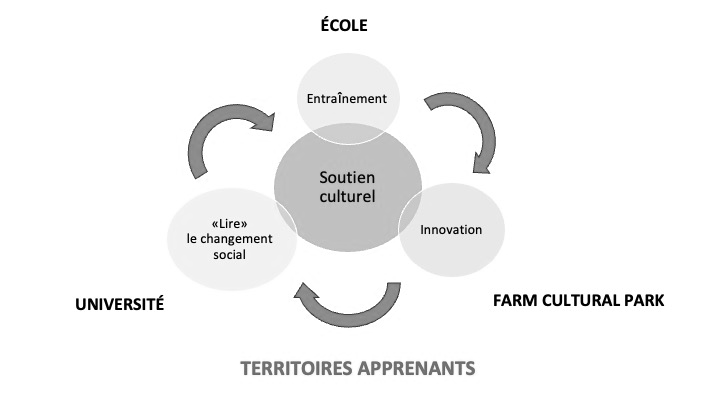 ÉCOLE
Entraînement
Soutien
culturel
«Lire»
le changement
social
Innovation
UNIVERSITÉ
FARM CULTURAL PARK
TERRITOIRES APPRENANTS